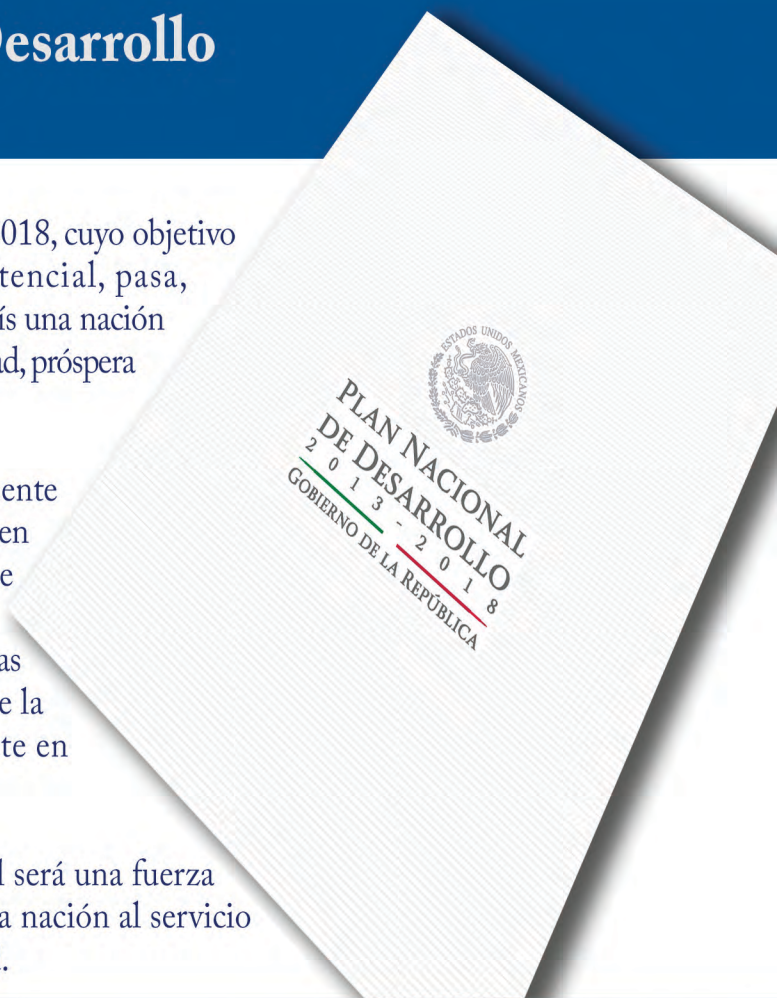 Desarrollo
2018, cuyo objetivo
tencial, pasa,
ís una nación
ad, próspera
ente
en
e
as
e la
te en
l será una fuerza
a nación al servicio
.
ESTADOS UNIDOS MEXICANOS
PLAN NACIONAL
DE DESARROLLO
2013-2018
GOBIERNO DE LA REPÚBLICA